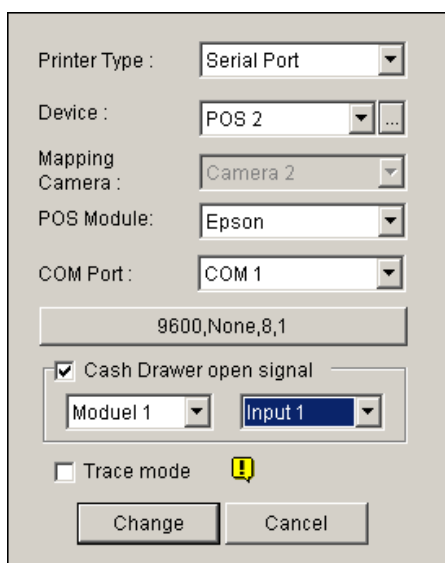 Printer Type :
Serial Port
Device :
POS 2
...
Mapping
Camera :
Camera 2
POS Module:
Epson
COM Port :
COM 1
9600,None,8,1
Cash Drawer open signal
Moduel 1
Input 1
Trace mode
!
Change
Cancel